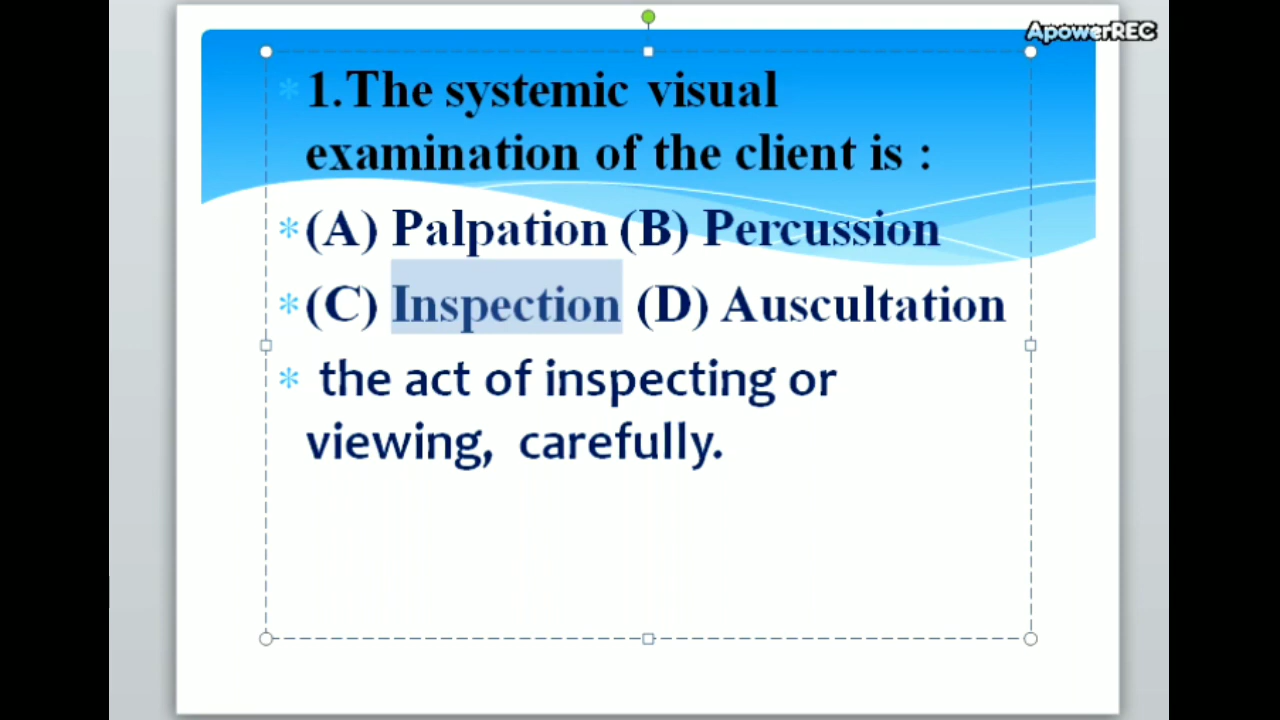 ApowerREC
* 1.The systemic visual
examination of the client is :
* (A) Palpation (B) Percussion
* (C) Inspection (D) Auscultation
* the act of inspecting or
viewing, carefully.